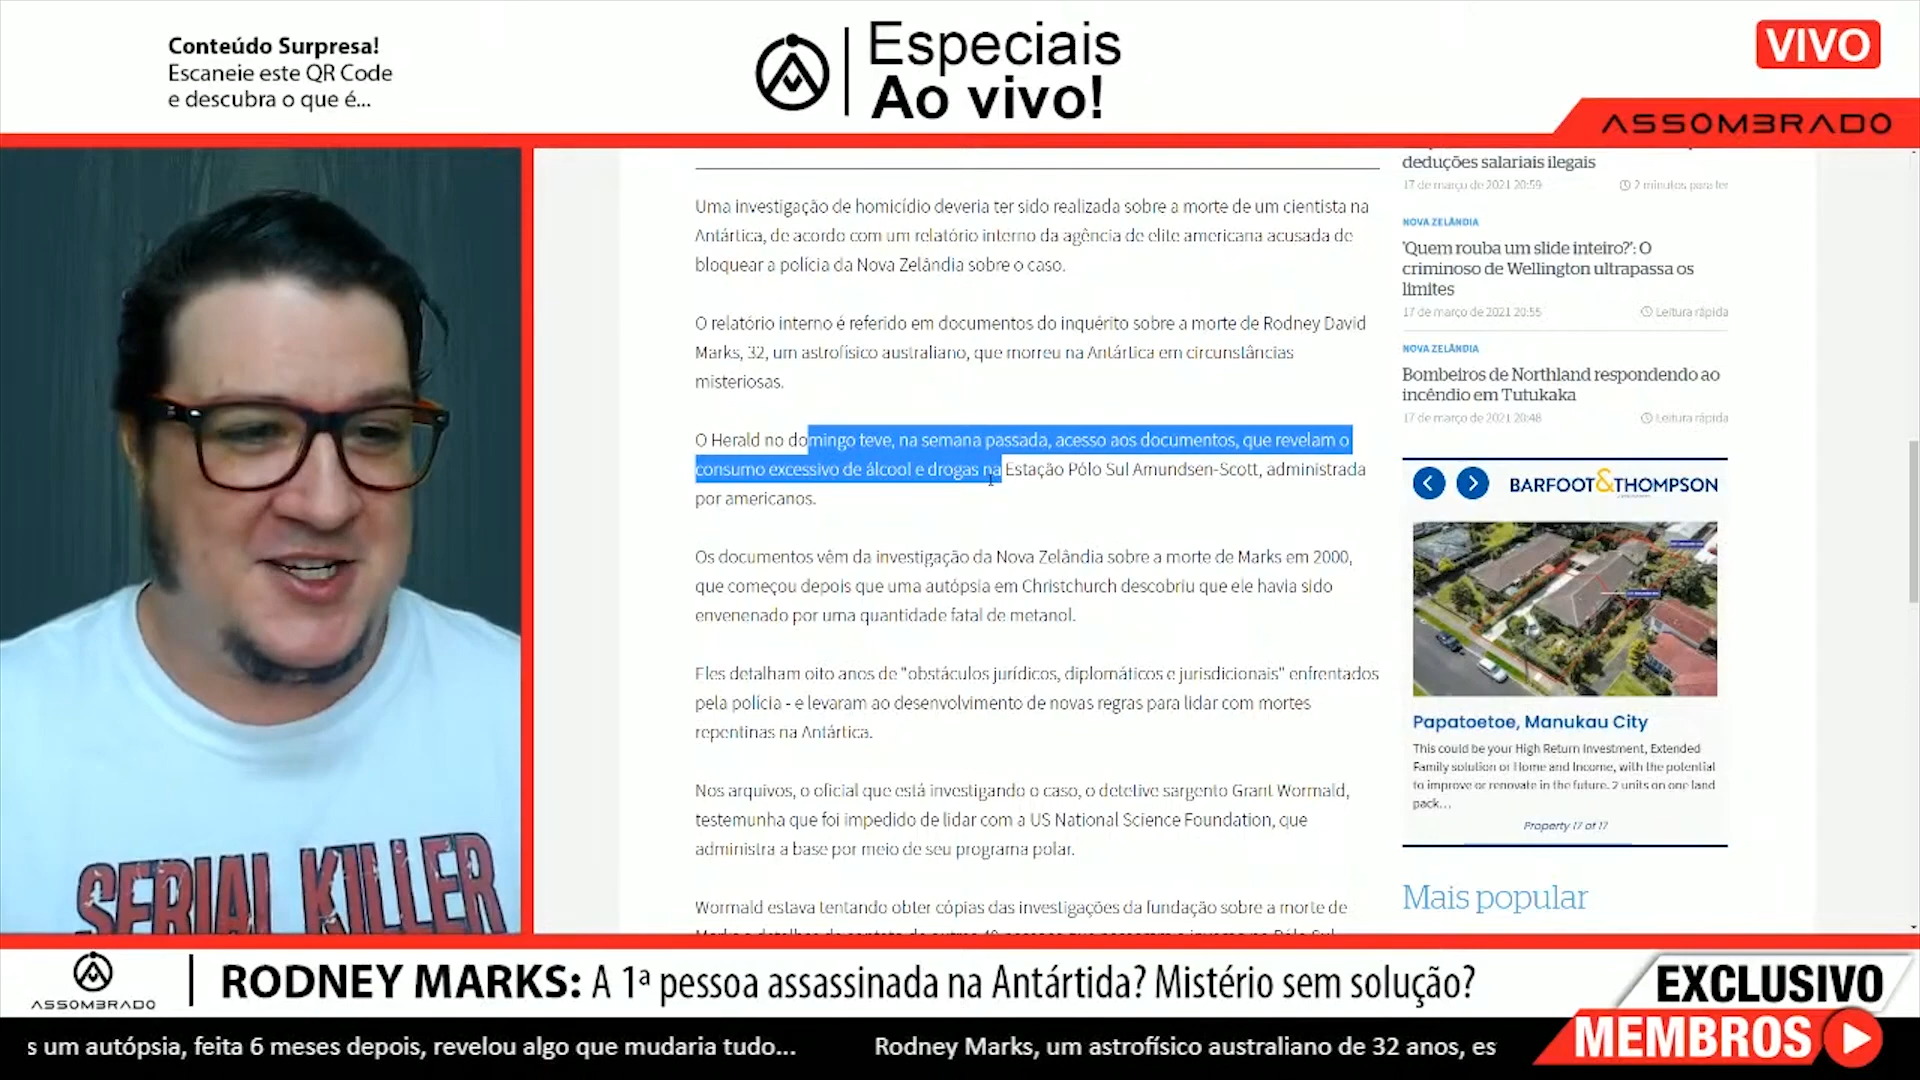 Conteúdo Surpresa!
Escaneie este QR Code
e descubra o que é...
Especiais
Ao vivo!
VIVO
ASSOMBRADO
Uma investigação de homicídio deveria ter sido realizada sobre a morte de um cientista na
Antártica, de acordo com um relatório interno da agência de elite americana acusada de
bloquear a polícia da Nova Zelândia sobre o caso.
O relatório interno é referido em documentos do inquérito sobre a morte de Rodney David
Marks, 32, um astrofísico australiano, que morreu na Antártica em circunstâncias
misteriosas.
O Herald no domingo teve, na semana passada, acesso aos documentos, que revelam o
consumo excessivo de álcool e drogas na Estação Pólo Sul Amundsen-Scott, administrada
por americanos.
Os documentos vêm da investigação da Nova Zelândia sobre a morte de Marks em 2000,
que começou depois que uma autópsia em Christchurch descobriu que ele havia sido
envenenado por uma quantidade fatal de metanol.
Eles detalham oito anos de "obstáculos jurídicos, diplomáticos e jurisdicionais" enfrentados
pela polícia - e levaram ao desenvolvimento de novas regras para lidar com mortes
repentinas na Antártica.
Nos arquivos, o oficial que está investigando o caso, o detetive sargento Grant Wormald,
testemunha que foi impedido de lidar com a US National Science Foundation, que
administra a base por meio de seu programa polar.
Wormald estava tentando obter cópias das investigações da fundação sobre a morte de
deduções salariais ilegais
17 de março de 2021 20:59
2 minutos para ler
NOVA ZELÂNDIA
'Quem rouba um slide inteiro?': O
criminoso de Wellington ultrapassa os
limites
17 de março de 2021 20:55
Leitura rápida
NOVA ZELÂNDIA
Bombeiros de Northland respondendo ao
incêndio em Tutukaka
17 de março de 2021 20:48
Leitura rápida
BARFOOT&THOMPSON
Papatoetoe, Manukau City
This could be your High Return Investment, Extended
Family solution or Home and Income, with the potential
to improve or renovate in the future. 2 units on one land
pack...
Property 17 of 17
Mais popular
SERIAL KILLER
ASSOMBRADO
RODNEY MARKS: A 1ª pessoa assassinada na Antártida? Mistério sem solução?
EXCLUSIVO
MEMBROS
s um autópsia, feita 6 meses depois, revelou algo que mudaria tudo...
Rodney Marks, um astrofísico australiano de 32 anos, es